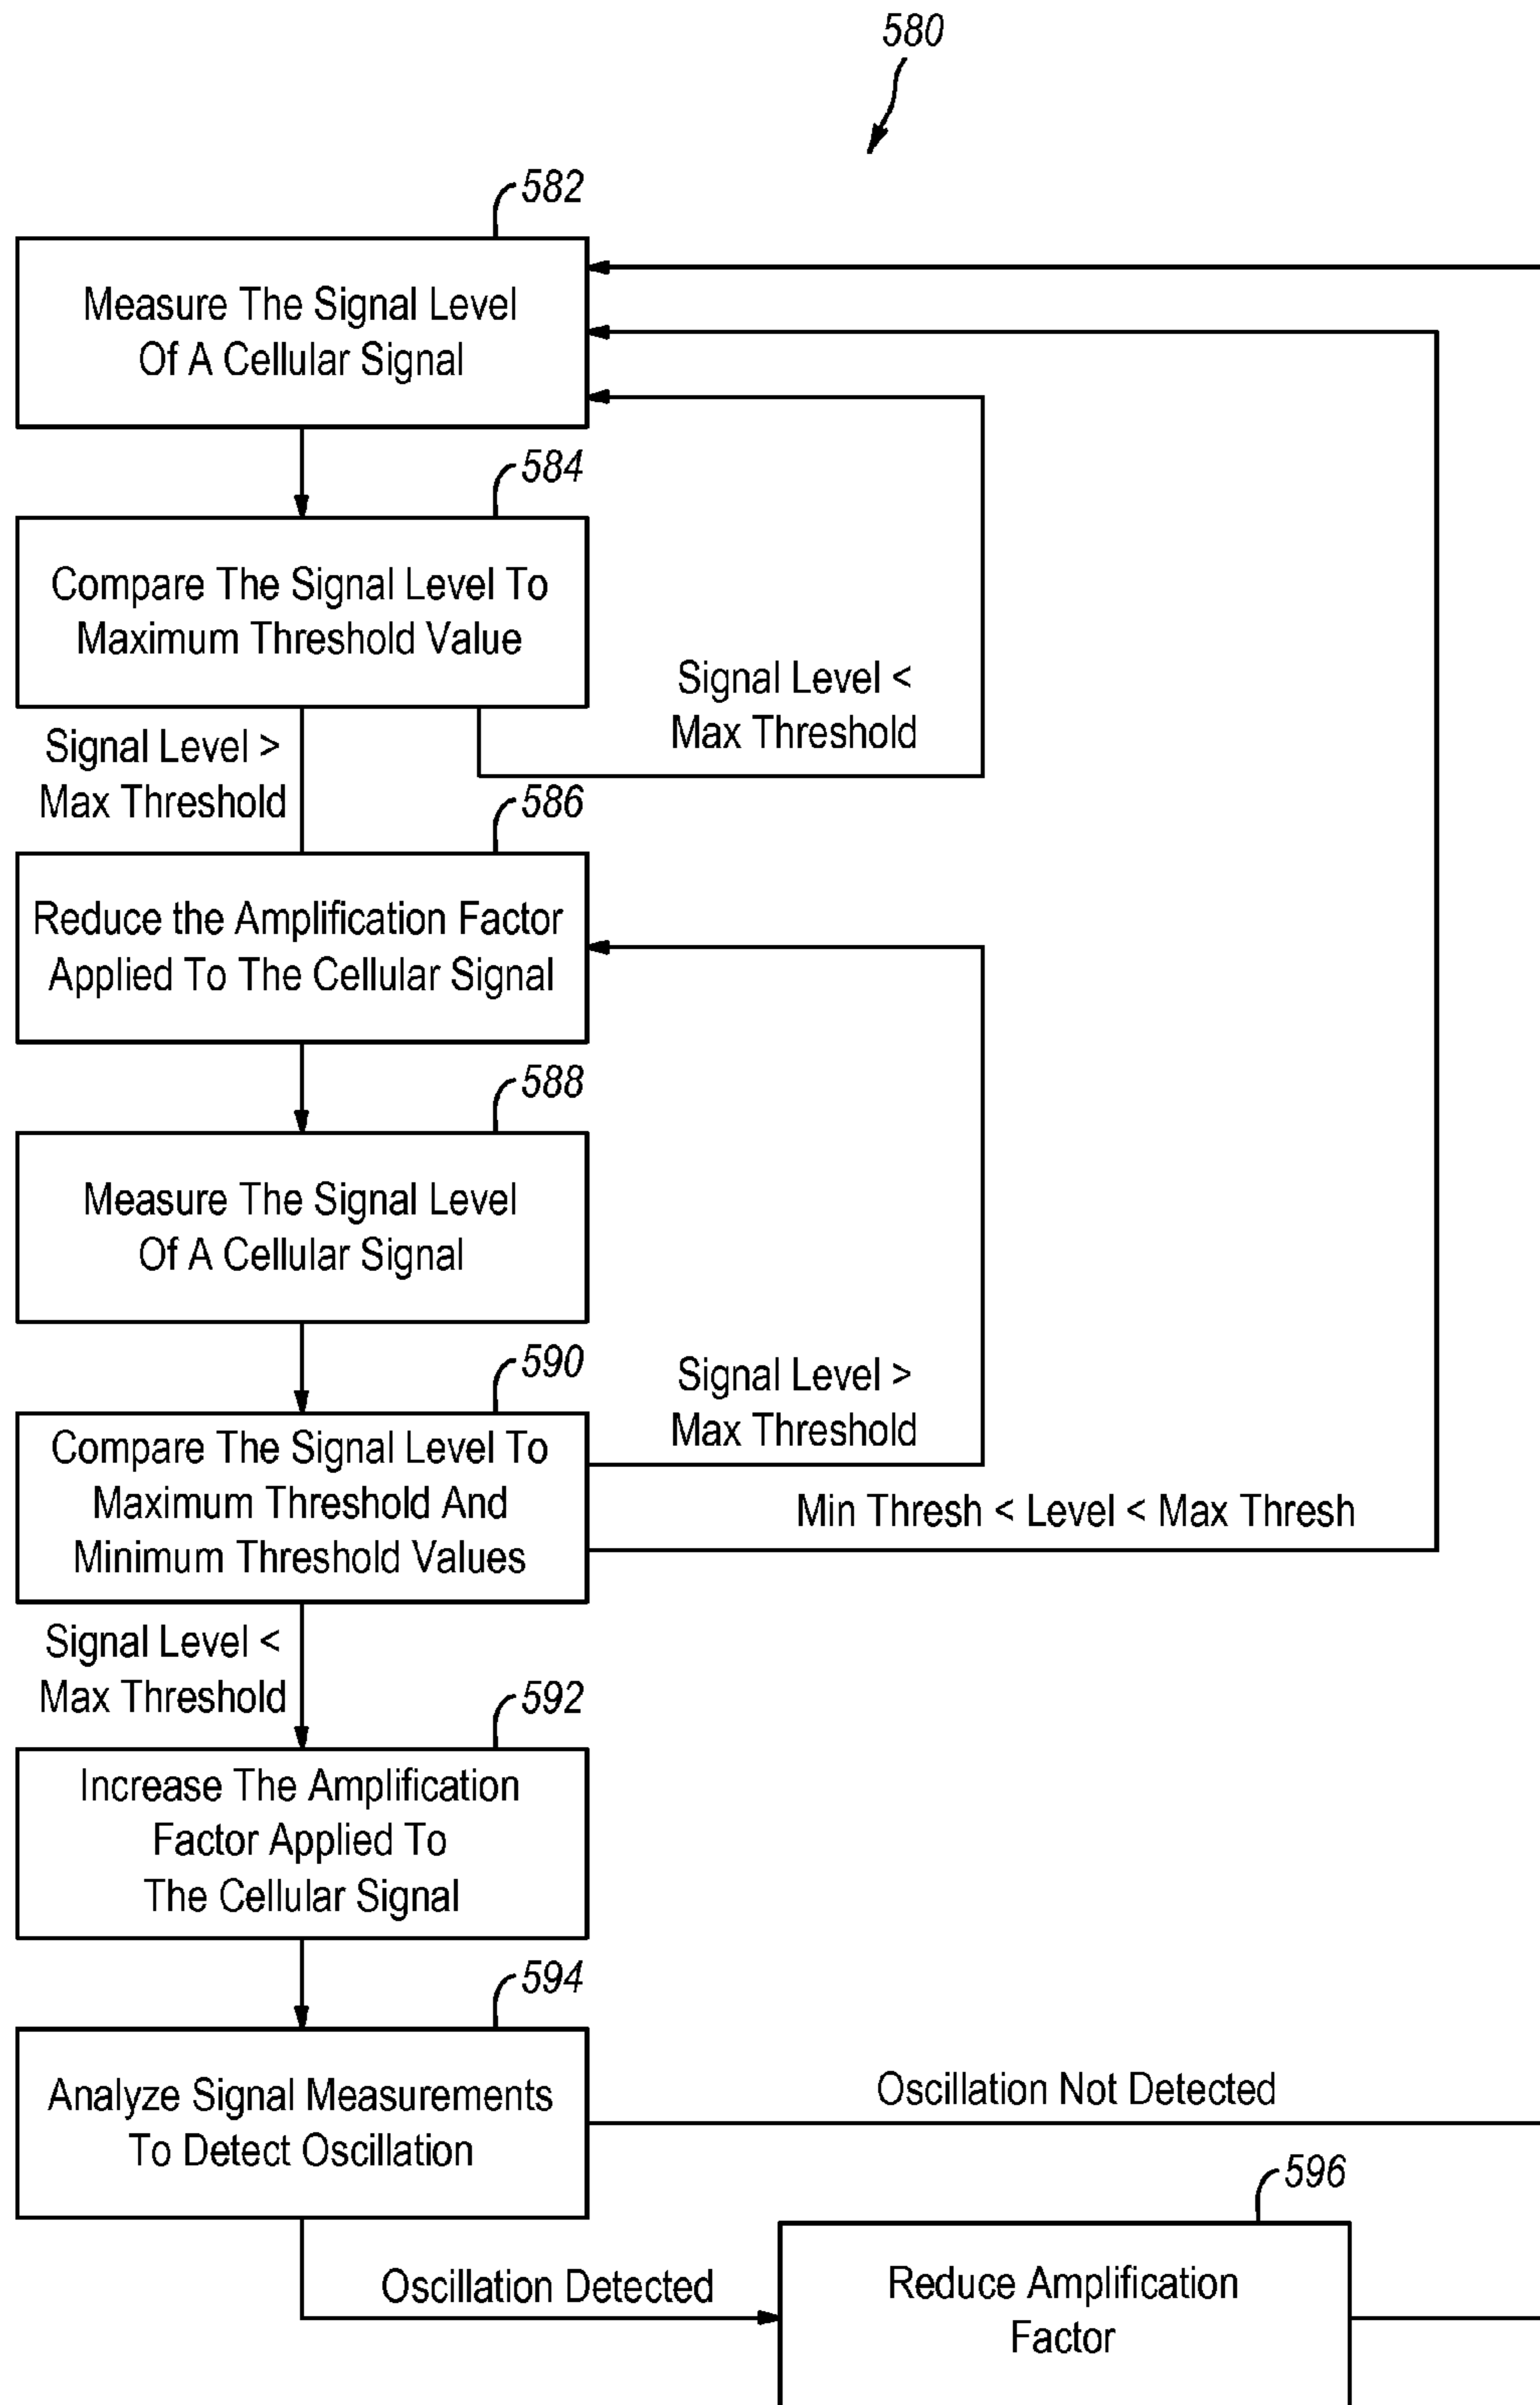 580
582
Measure The Signal Level
Of A Cellular Signal
584
Compare The Signal Level To
Maximum Threshold Value
Signal Level <
Max Threshold
Signal Level >
Max Threshold
586
Reduce the Amplification Factor
Applied To The Cellular Signal
588
Measure The Signal Level
Of A Cellular Signal
590
Compare The Signal Level To
Maximum Threshold And
Minimum Threshold Values
Signal Level >
Max Threshold
Min Thresh < Level < Max Thresh
Signal Level <
Max Threshold
592
Increase The Amplification
Factor Applied To
The Cellular Signal
594
Analyze Signal Measurements
To Detect Oscillation
Oscillation Not Detected
596
Oscillation Detected
Reduce Amplification
Factor